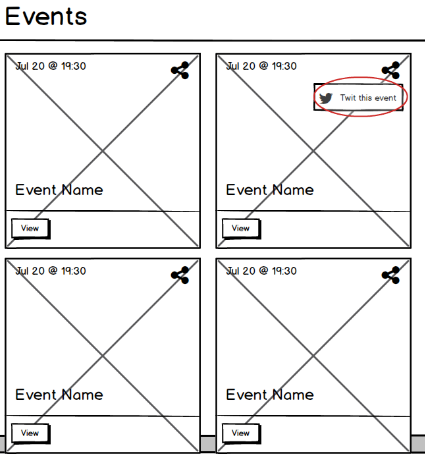 Events
Jul 20 @ 19:30
Jul 20 @ 19:30
Twit this event
Event Name
Event Name
View
View
Jul 20 @ 19:30
Jul 20 @ 19:30
Event Name
Event Name
View
View